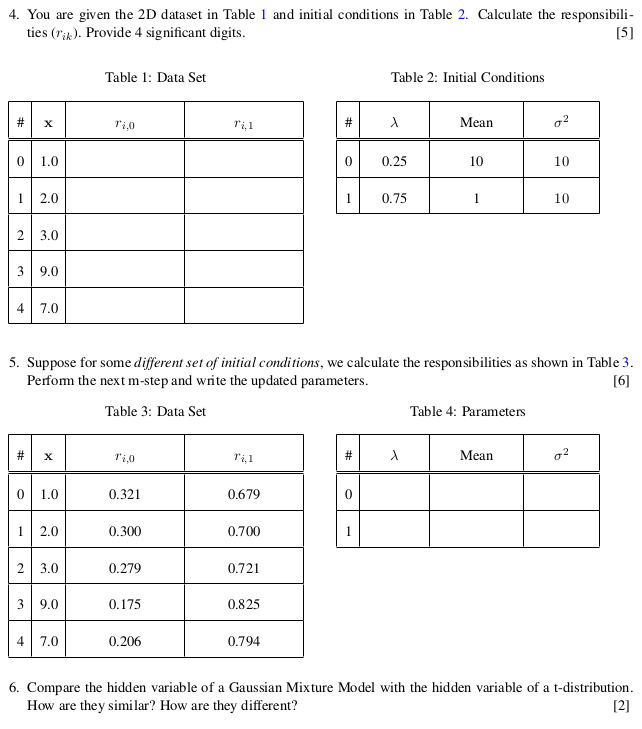 4. You are given the 2D dataset in Table 1 and initial conditions in Table 2. Calculate the responsibili-
ties (r_{ik}). Provide 4 significant digits. [5]
Table 1: Data Set
# x r_{i,0} r_{i,1}
0 1.0
1 2.0
2 3.0
3 9.0
4 7.0
Table 2: Initial Conditions
# λ Mean σ²
0 0.25 10 10
1 0.75 1 10
5. Suppose for some different set of initial conditions, we calculate the responsibilities as shown in Table 3.
Perform the next m-step and write the updated parameters. [6]
Table 3: Data Set
# x r_{i,0} r_{i,1}
0 1.0 0.321 0.679
1 2.0 0.300 0.700
2 3.0 0.279 0.721
3 9.0 0.175 0.825
4 7.0 0.206 0.794
Table 4: Parameters
# λ Mean σ²
0
1
6. Compare the hidden variable of a Gaussian Mixture Model with the hidden variable of a t-distribution.
How are they similar? How are they different? [2]